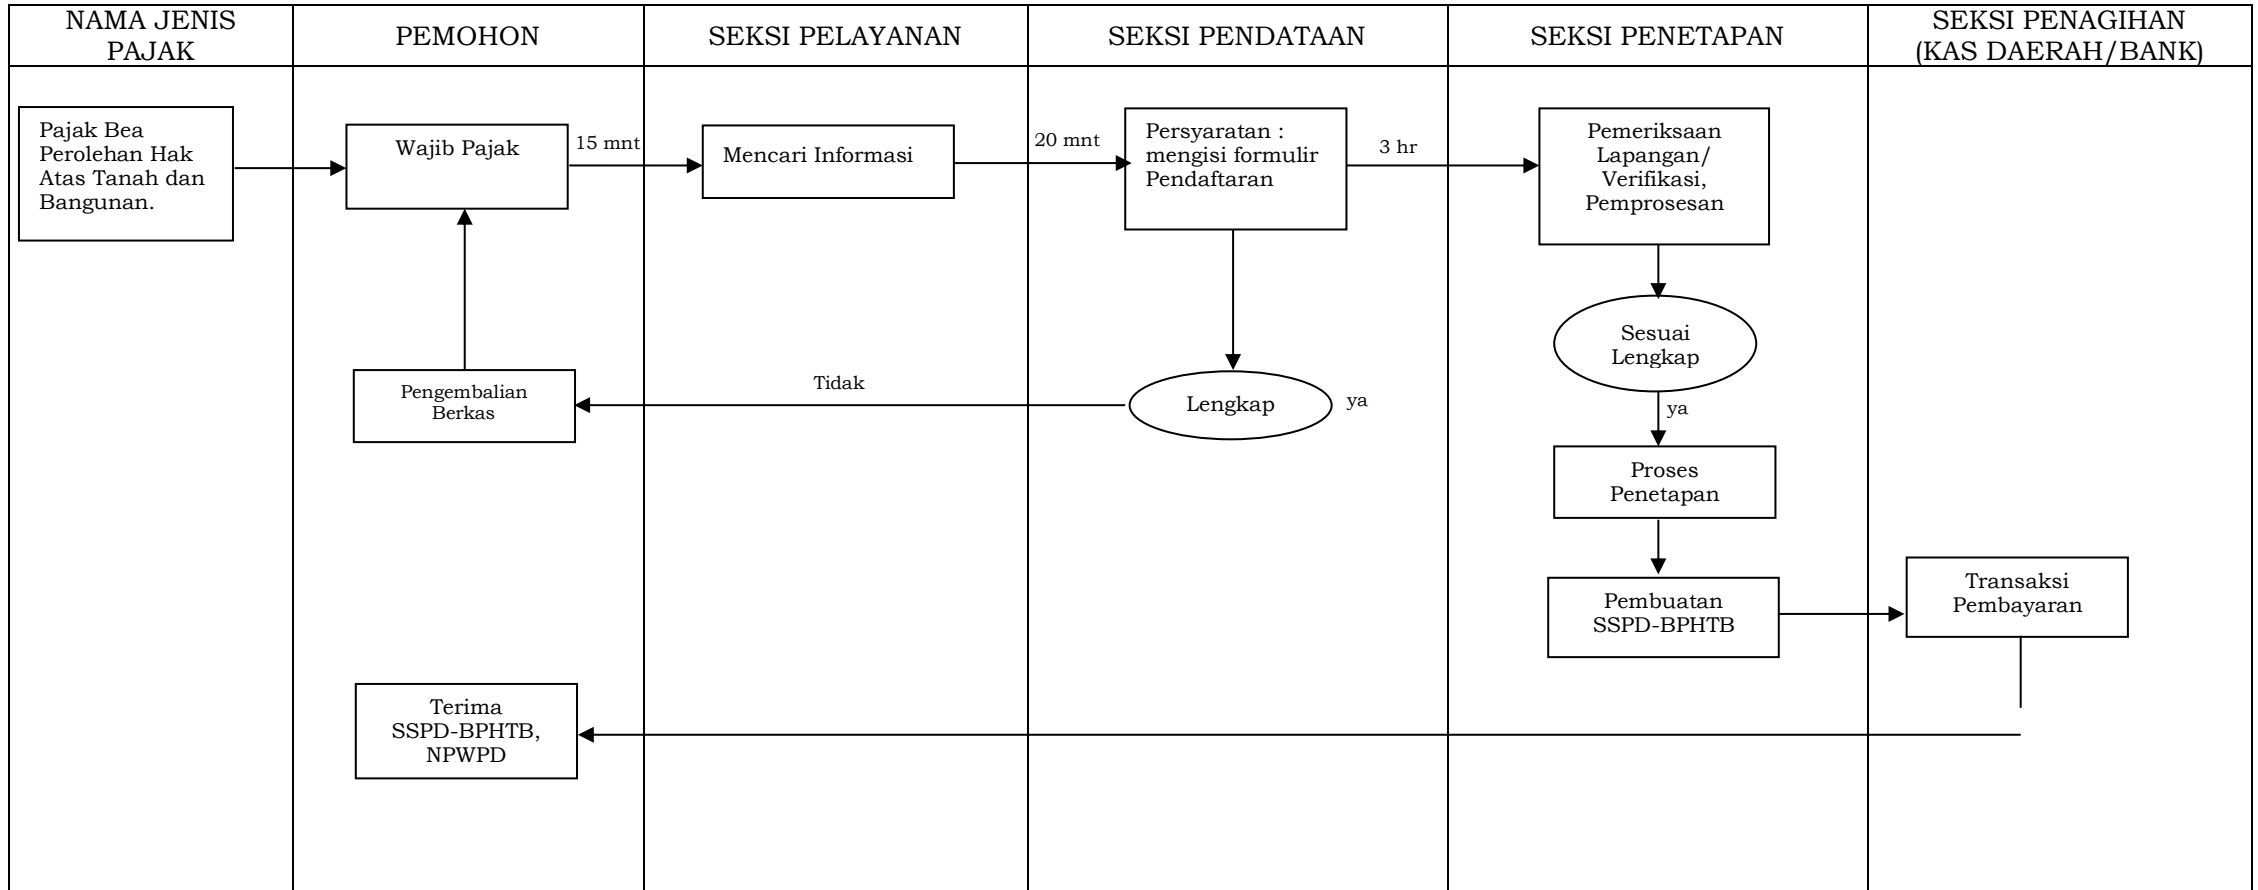 NAMA JENIS
PAJAK
PEMOHON
SEKSI PELAYANAN
SEKSI PENDATAAN
SEKSI PENETAPAN
SEKSI PENAGIHAN
(KAS DAERAH/BANK)
Pajak Bea
Perolehan Hak
Atas Tanah dan
Bangunan.
Wajib Pajak
15 mnt
Mencari Informasi
20 mnt
Persyaratan :
mengisi formulir
Pendaftaran
3 hr
Pemeriksaan
Lapangan/
Verifikasi,
Pemprosesan
Sesuai
Lengkap
Pengembalian
Berkas
Tidak
Lengkap
ya
ya
Proses
Penetapan
Pembuatan
SSPD-BPHTB
Transaksi
Pembayaran
Terima
SSPD-BPHTB,
NPWPD